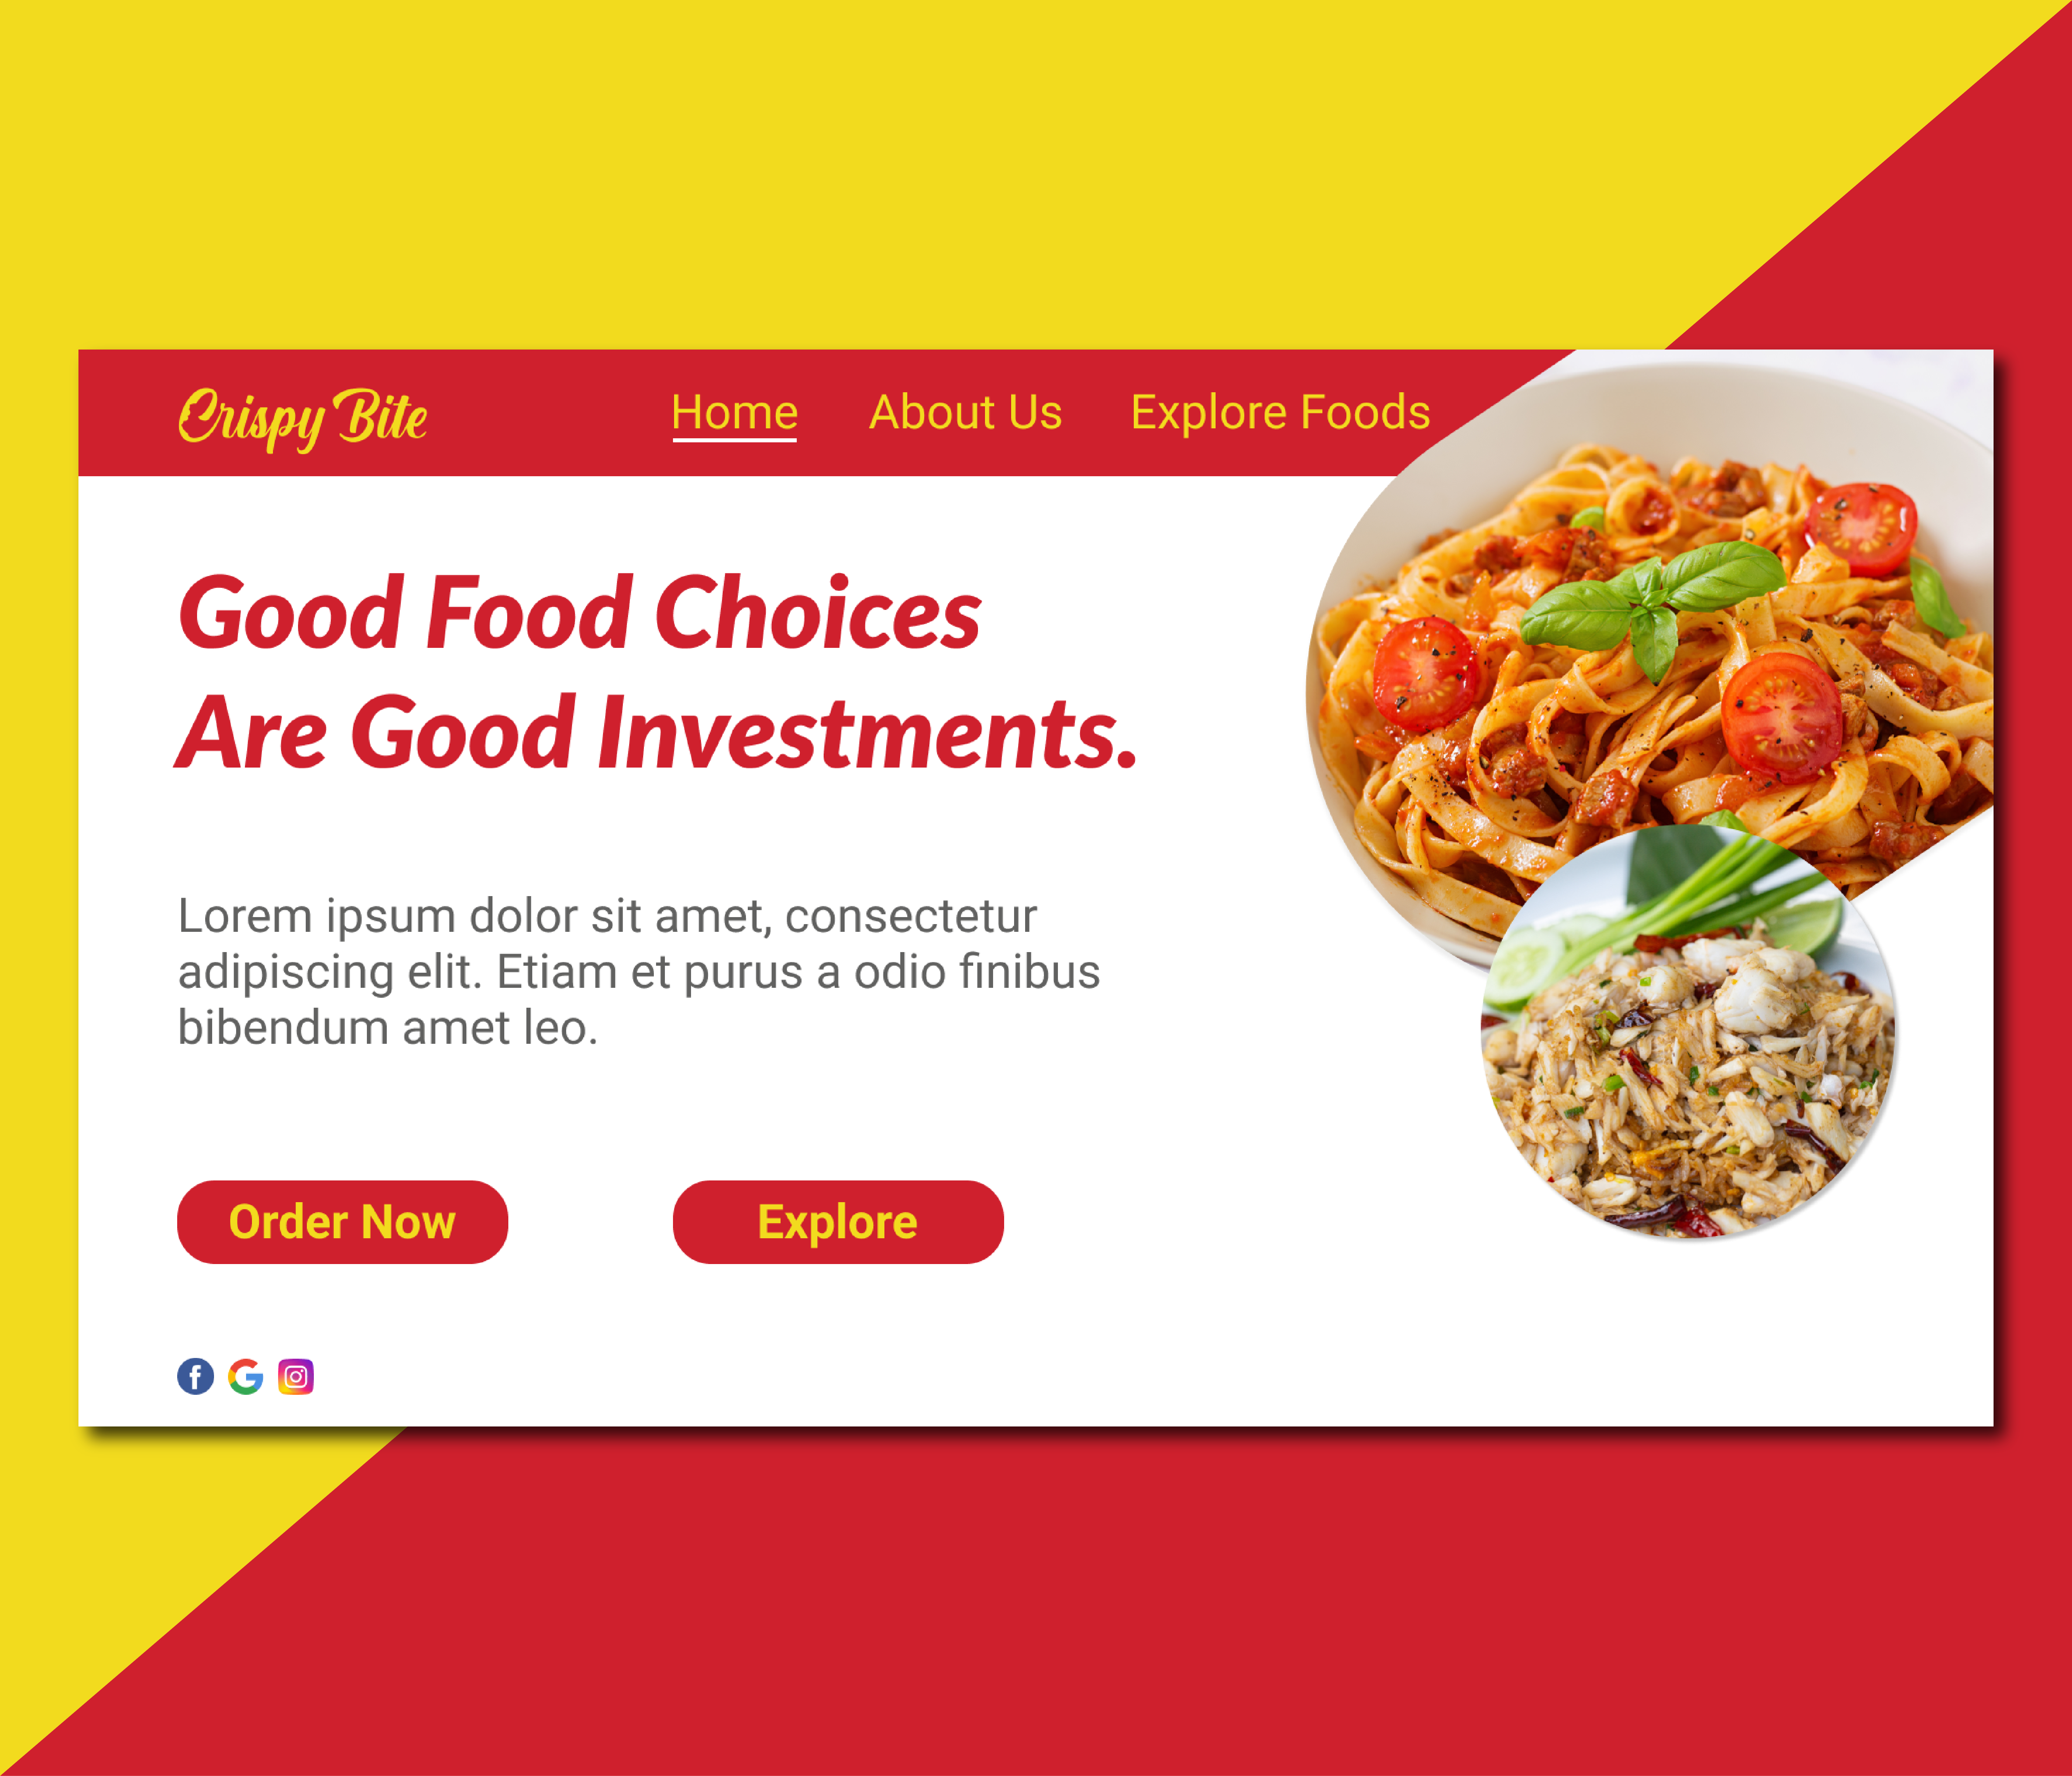 Crispy Bite
Home
About Us
Explore Foods
Good Food Choices
Are Good Investments.
Lorem ipsum dolor sit amet, consectetur
adipiscing elit. Etiam et purus a odio finibus
bibendum amet leo.
Order Now
Explore